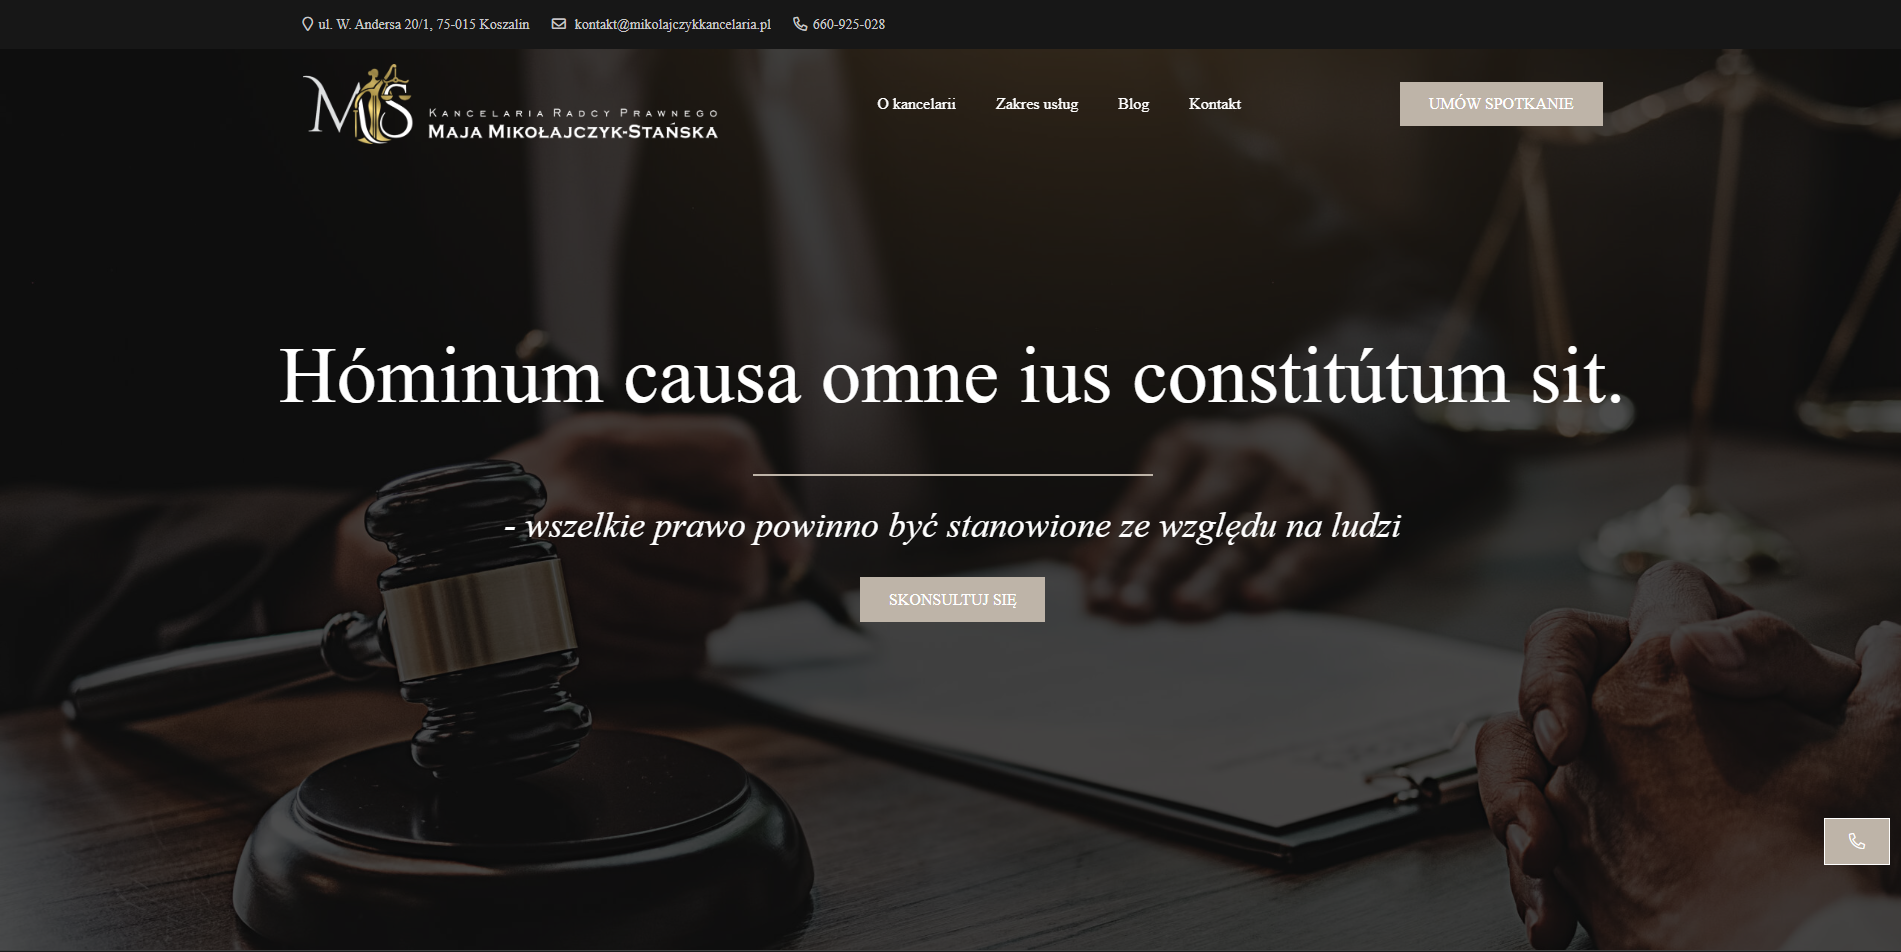 ul. W. Andersa 20/1, 75-015 Koszalin kontakt@mikolajczykkancelaria.pl 660-925-028
MS
Kancelaria Radcy Prawnego
Maja Mikołajczyk-Stańska
O kancelarii Zakres usług Blog Kontakt UMÓW SPOTKANIE
Hóminum causa omne ius constitútum sit.
- wszelkie prawo powinno być stanowione ze względu na ludzi
SKONSULTUJ SIĘ